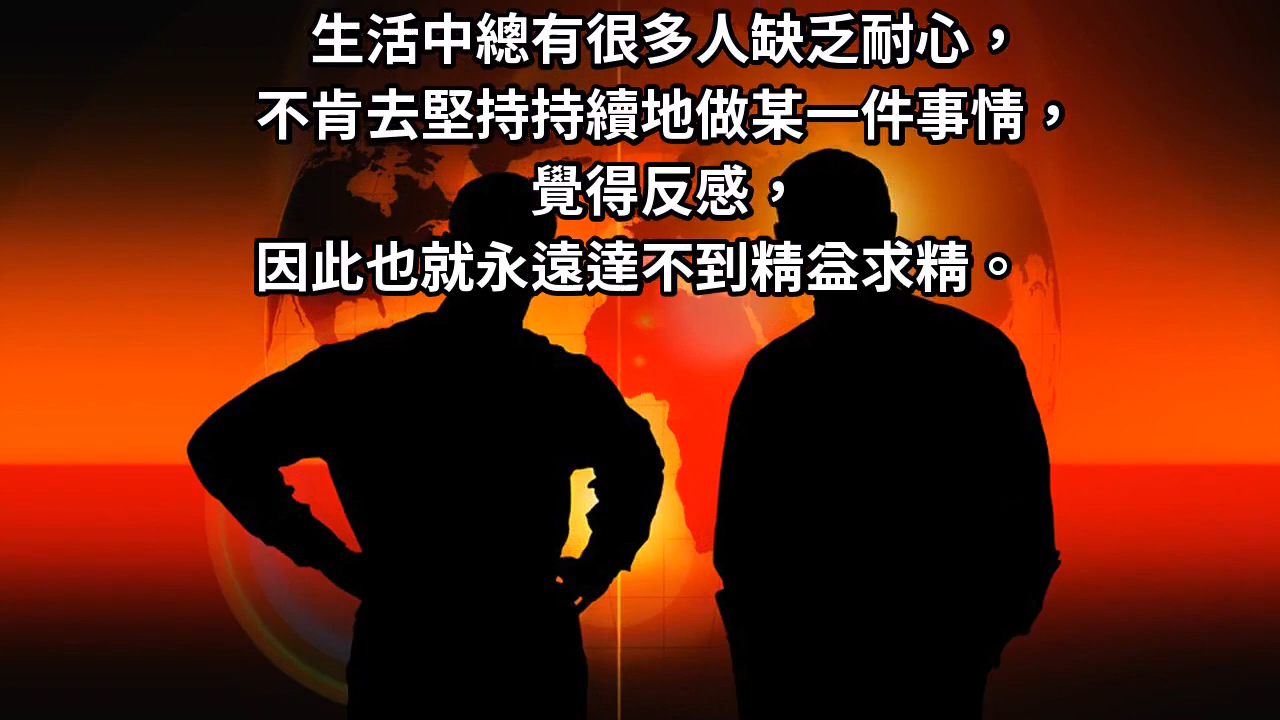 生活中總有很多人缺乏耐心，
不肯去堅持持續地做某一件事情，
覺得反感，
因此也就永遠達不到精益求精。